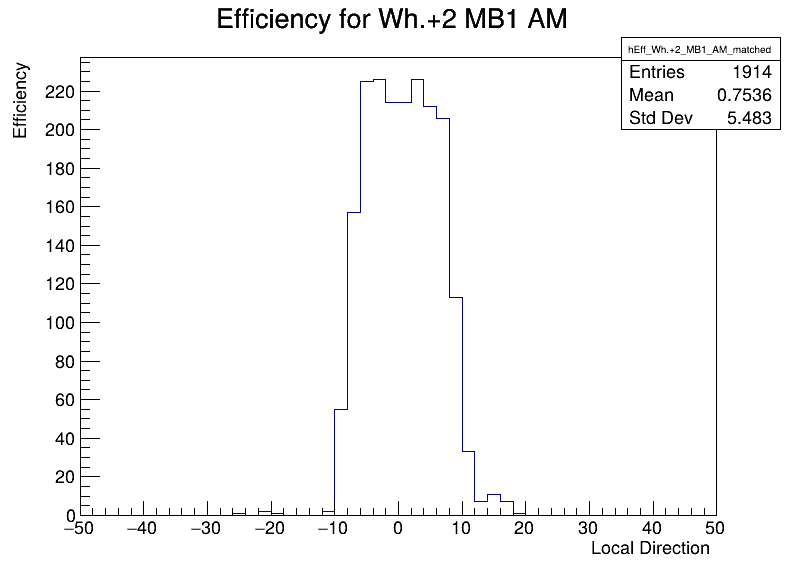 Efficiency for Wh.+2 MB1 AM
hEff_Wh.+2_MB1_AM_matched
Entries 1914
Mean 0.7536
Std Dev 5.483
Efficiency
220
200
180
160
140
120
100
80
60
40
20
0
−50 −40 −30 −20 −10 0 10 20 30 40 50
Local Direction